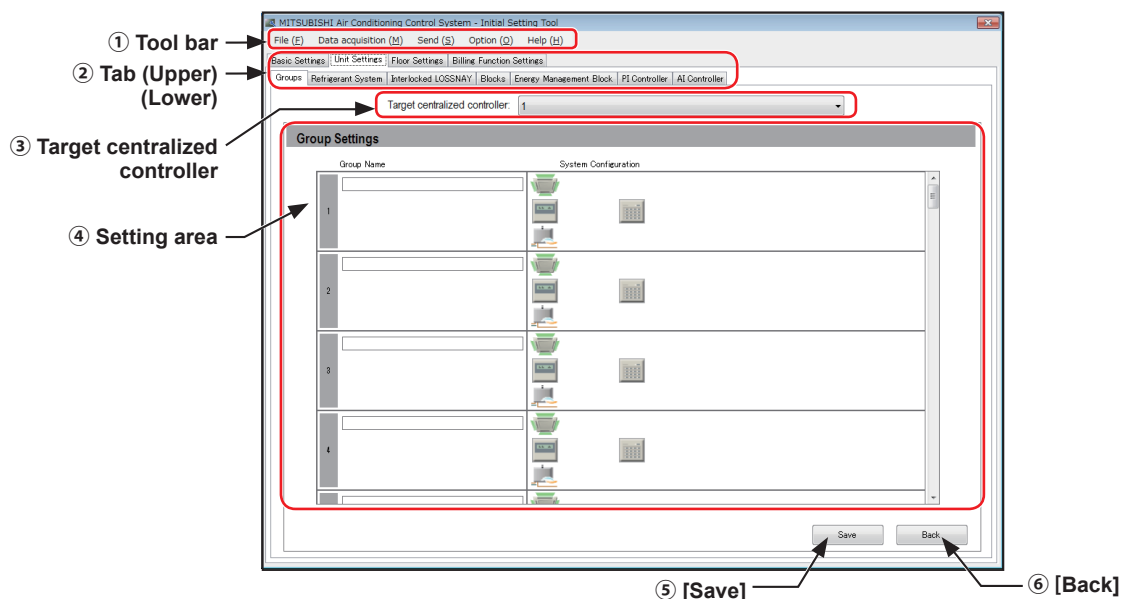 MITSUBISHI Air Conditioning Control System - Initial Setting Tool
① Tool bar
File (F) Data acquisition (M) Send (S) Option (O) Help (H)
Basic Settings Unit Settings Floor Settings Billing Function Settings
② Tab (Upper)
(Lower)
Groups Refrigerant System Interlocked LOSSNAY Blocks Energy Management Block PI Controller AI Controller
Target centralized controller: 1
③ Target centralized
controller
Group Settings
Group Name System Configuration
1
④ Setting area
2
3
4
Save Back
⑤ [Save]
⑥ [Back]